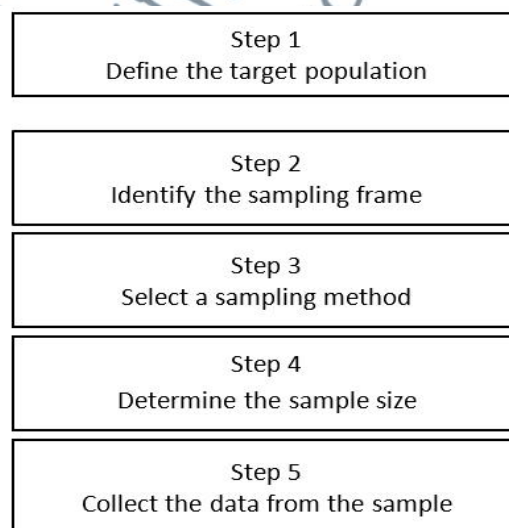 Step 1
Define the target population
Step 2
Identify the sampling frame
Step 3
Select a sampling method
Step 4
Determine the sample size
Step 5
Collect the data from the sample